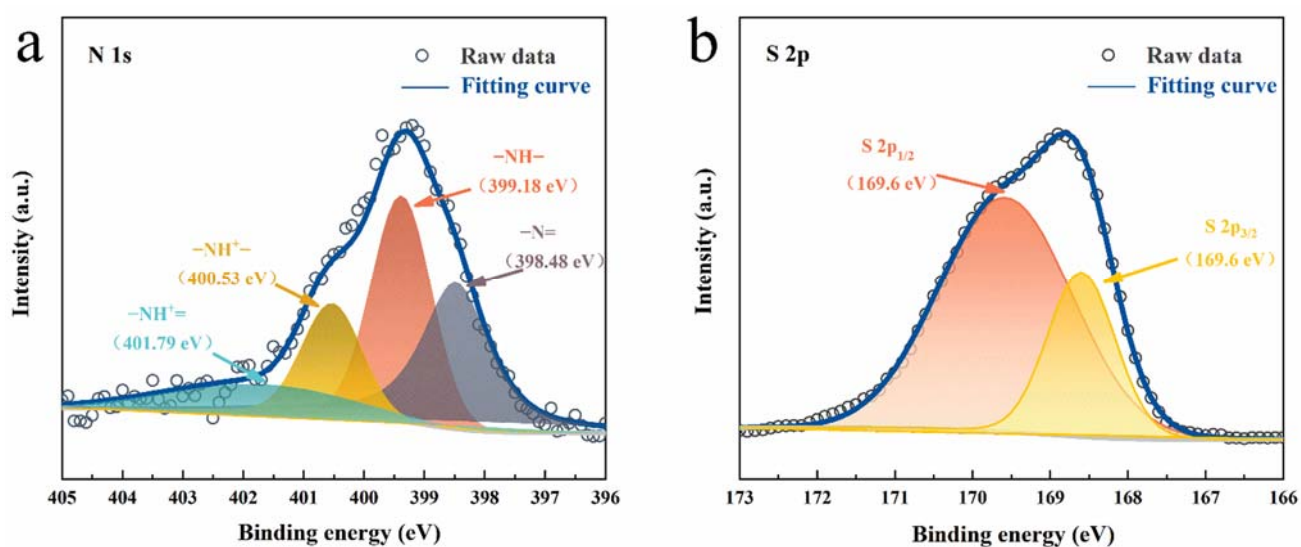 a
N 1s
Raw data
Fitting curve
−NH−
(399.18 eV)
−N=
(398.48 eV)
−NH⁺−
(400.53 eV)
−NH⁺=
(401.79 eV)
Intensity (a.u.)
405 404 403 402 401 400 399 398 397 396
Binding energy (eV)
b
S 2p
Raw data
Fitting curve
S 2p₁/₂
(169.6 eV)
S 2p₃/₂
(169.6 eV)
Intensity (a.u.)
173 172 171 170 169 168 167 166
Binding energy (eV)